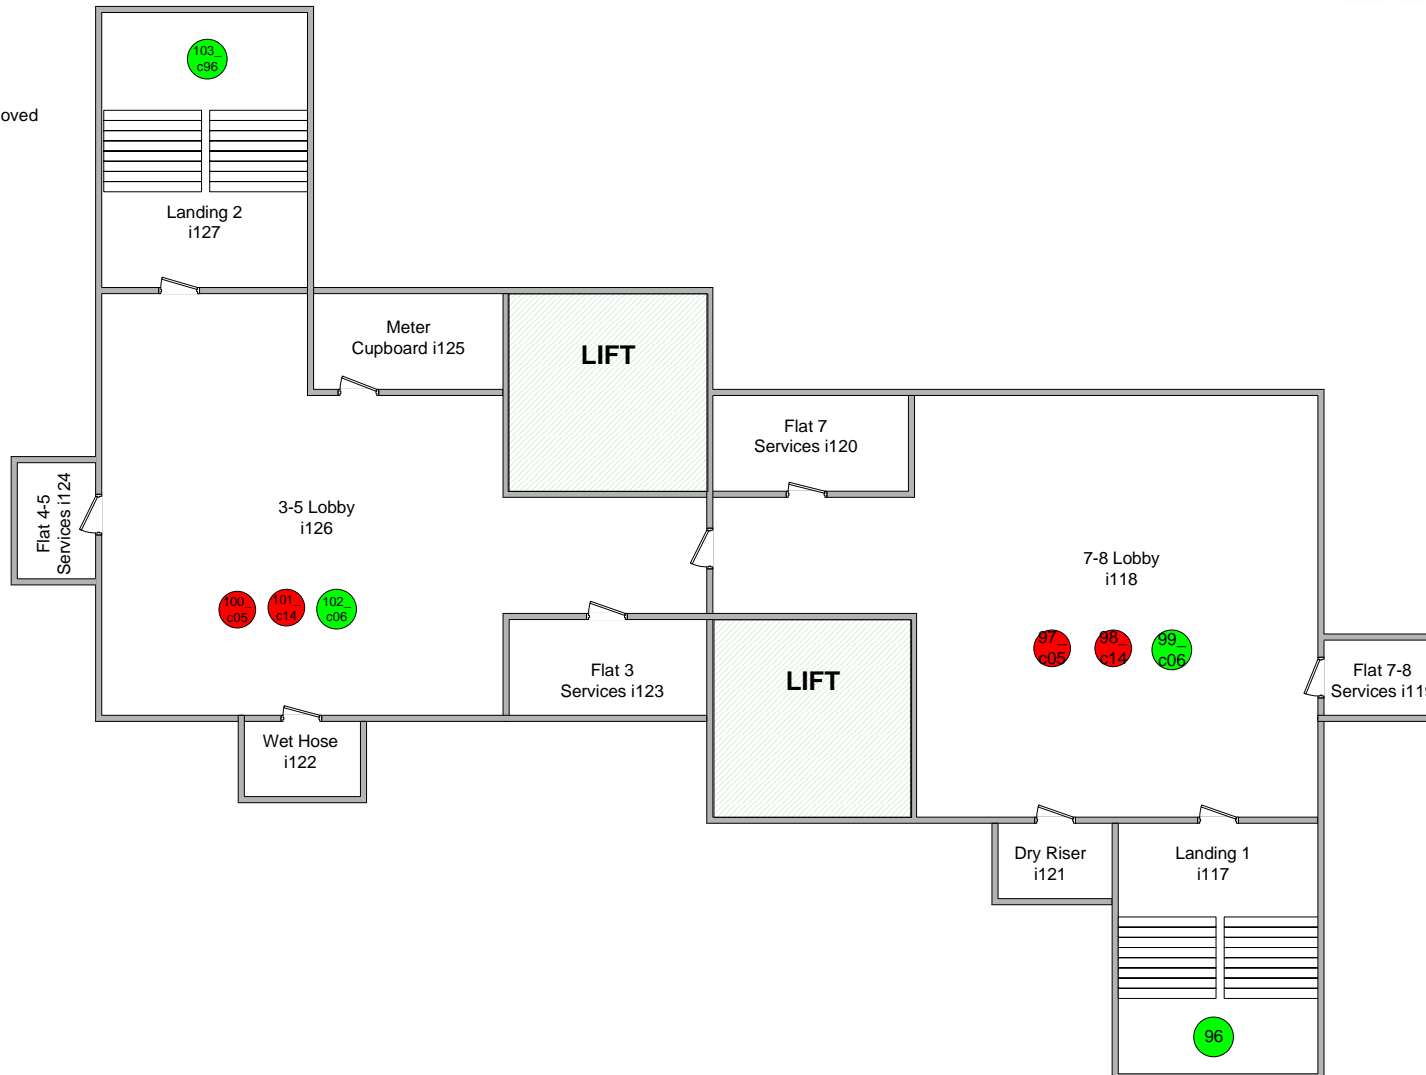 103_
c96
oved
Landing 2
i127
Meter
Cupboard i125
LIFT
Flat 7
Services i120
Flat 4-5
Services i124
3-5 Lobby
i126
7-8 Lobby
i118
100_
c05
101_
c14
102_
c06
97_
c05
98_
c14
99_
c06
Flat 3
Services i123
LIFT
Flat 7-8
Services i119
Wet Hose
i122
Dry Riser
i121
Landing 1
i117
96